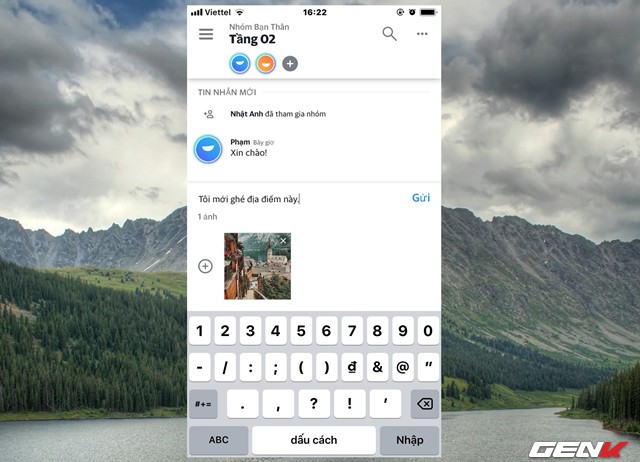 Viettel 16:22
Nhóm Bạn Thân
Tầng 02
TIN NHẮN MỚI
Nhật Anh đã tham gia nhóm
Phạm Bây giờ
Xin chào!
Tôi mới ghé địa điểm này.
Gửi
1 ảnh
1 2 3 4 5 6 7 8 9 0
- / : ; ( ) ₫ & @ "
#+= . , ? ! ’
ABC dấu cách Nhập
GENK